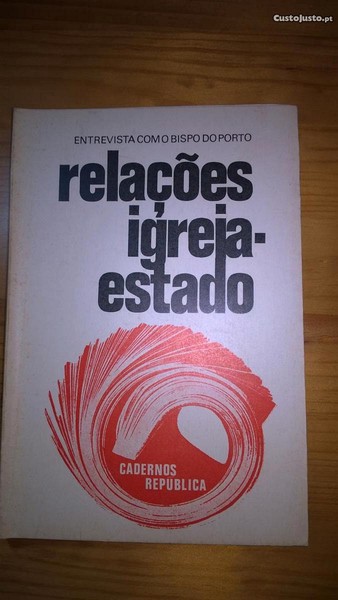 CustoJusto.pt
ENTREVISTA COM O BISPO DO PORTO
relações
igreja-
estado
CADERNOS
REPÚBLICA